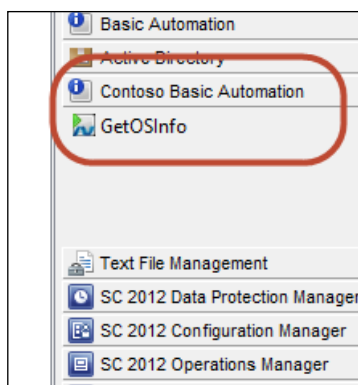 Basic Automation
Active Directory
Contoso Basic Automation
GetOSInfo
Text File Management
SC 2012 Data Protection Manager
SC 2012 Configuration Manager
SC 2012 Operations Manager